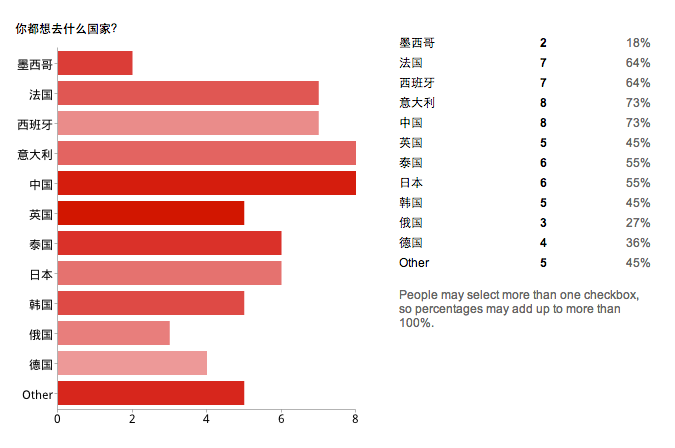 你都想去什么国家?
墨西哥
法国
西班牙
意大利
中国
英国
泰国
日本
韩国
俄国
德国
Other
0 2 4 6 8
墨西哥 2 18%
法国 7 64%
西班牙 7 64%
意大利 8 73%
中国 8 73%
英国 5 45%
泰国 6 55%
日本 6 55%
韩国 5 45%
俄国 3 27%
德国 4 36%
Other 5 45%
People may select more than one checkbox,
so percentages may add up to more than
100%.